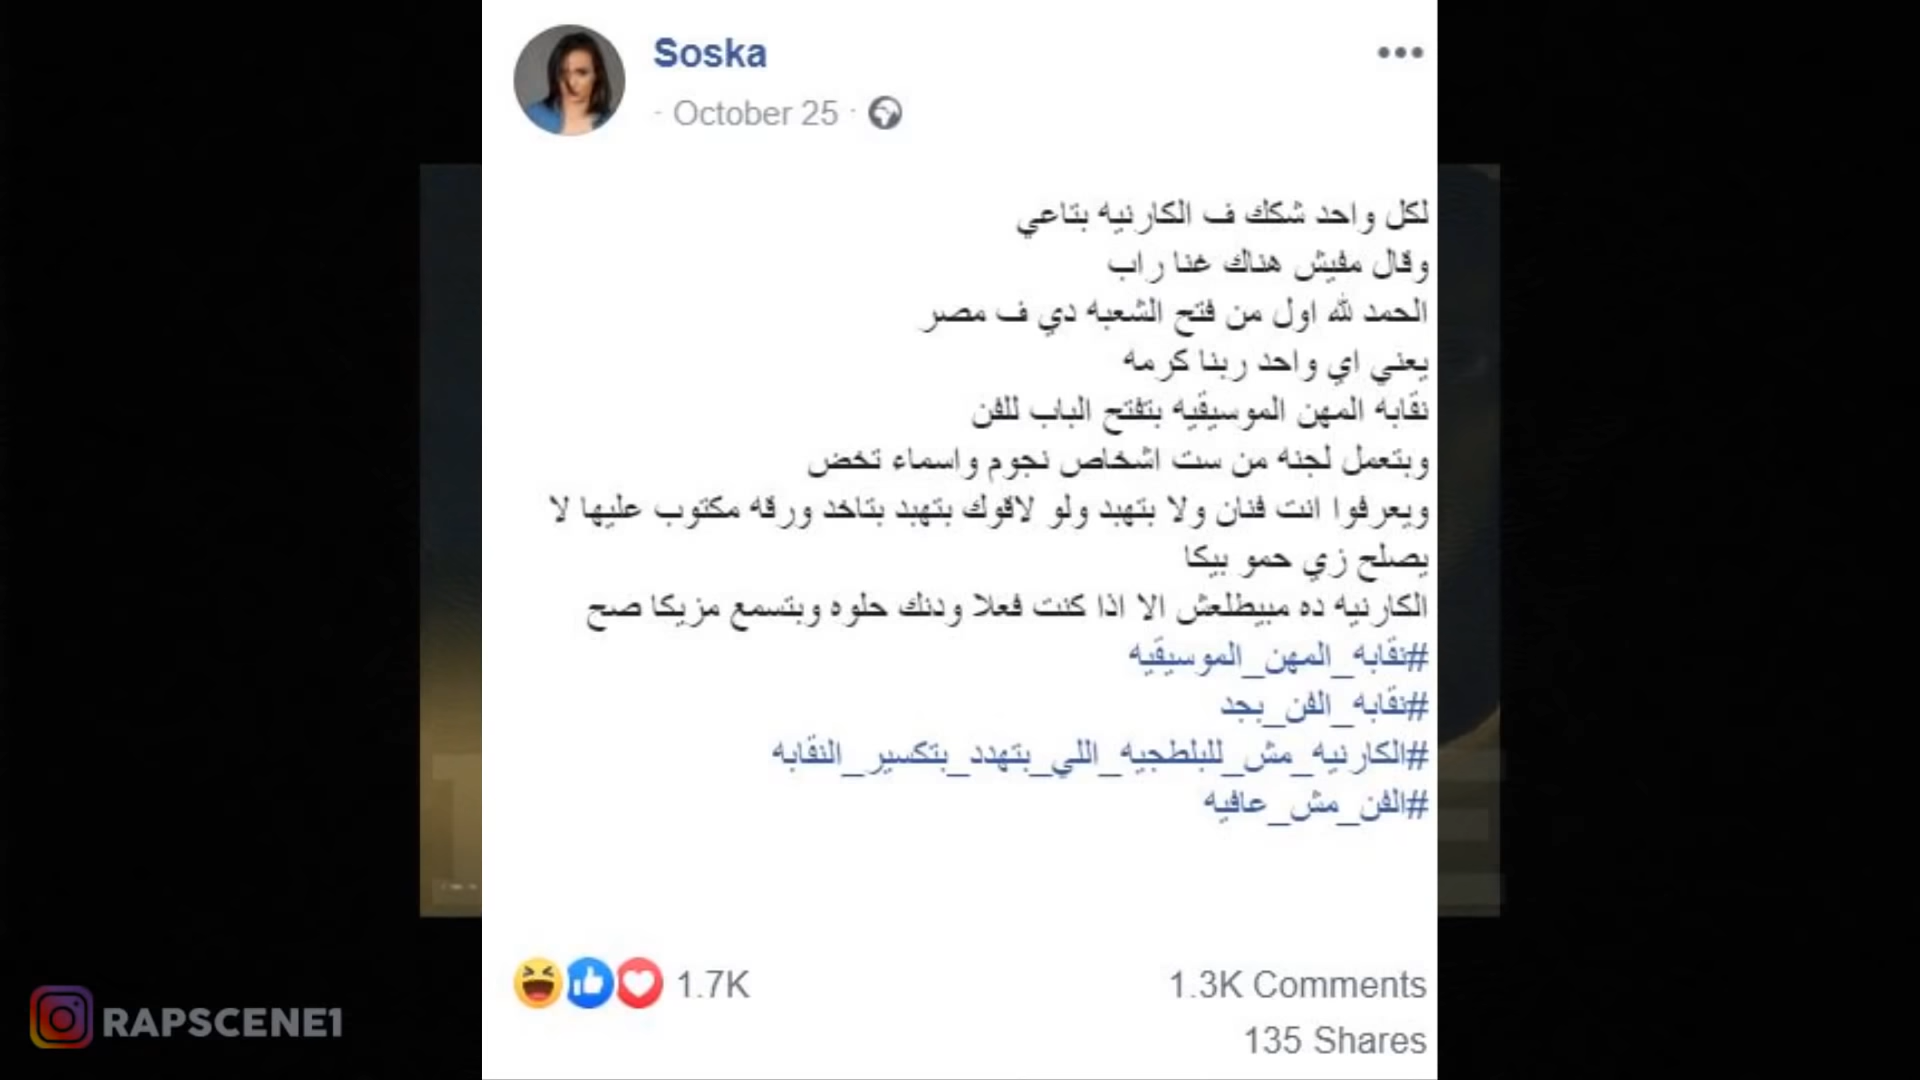 Soska
- October 25 ·
لكل واحد شكك ف الكارنيه بتاعي
وقال مفيش هناك غنا راب
الحمد لله اول من فتح الشعبه دي ف مصر
يعني اي واحد ربنا كرمه
نقابه المهن الموسيقيه بتفتح الباب للفن
وبتعمل لجنه من ست اشخاص نجوم واسماء تخض
ويعرفوا انت فنان ولا بتهبد ولو لاقوك بتهبد بتاخد ورقه مكتوب عليها لا
يصلح زي حمو بيكا
الكارنيه ده مبيطلعش الا اذا كنت فعلا ودنك حلوه وبتسمع مزيكا صح
#نقابه_المهن_الموسيقيه
#نقابه_الفن_بجد
#الكارنيه_مش_للبلطجيه_اللي_بتهدد_بتكسير_النقابه
#الفن_مش_عافيه
1.7K
1.3K Comments
135 Shares
RAPSCENE1